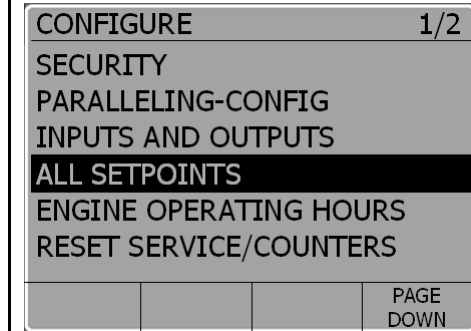 CONFIGURE 1/2
SECURITY
PARALLELING-CONFIG
INPUTS AND OUTPUTS
ALL SETPOINTS
ENGINE OPERATING HOURS
RESET SERVICE/COUNTERS
PAGE
DOWN